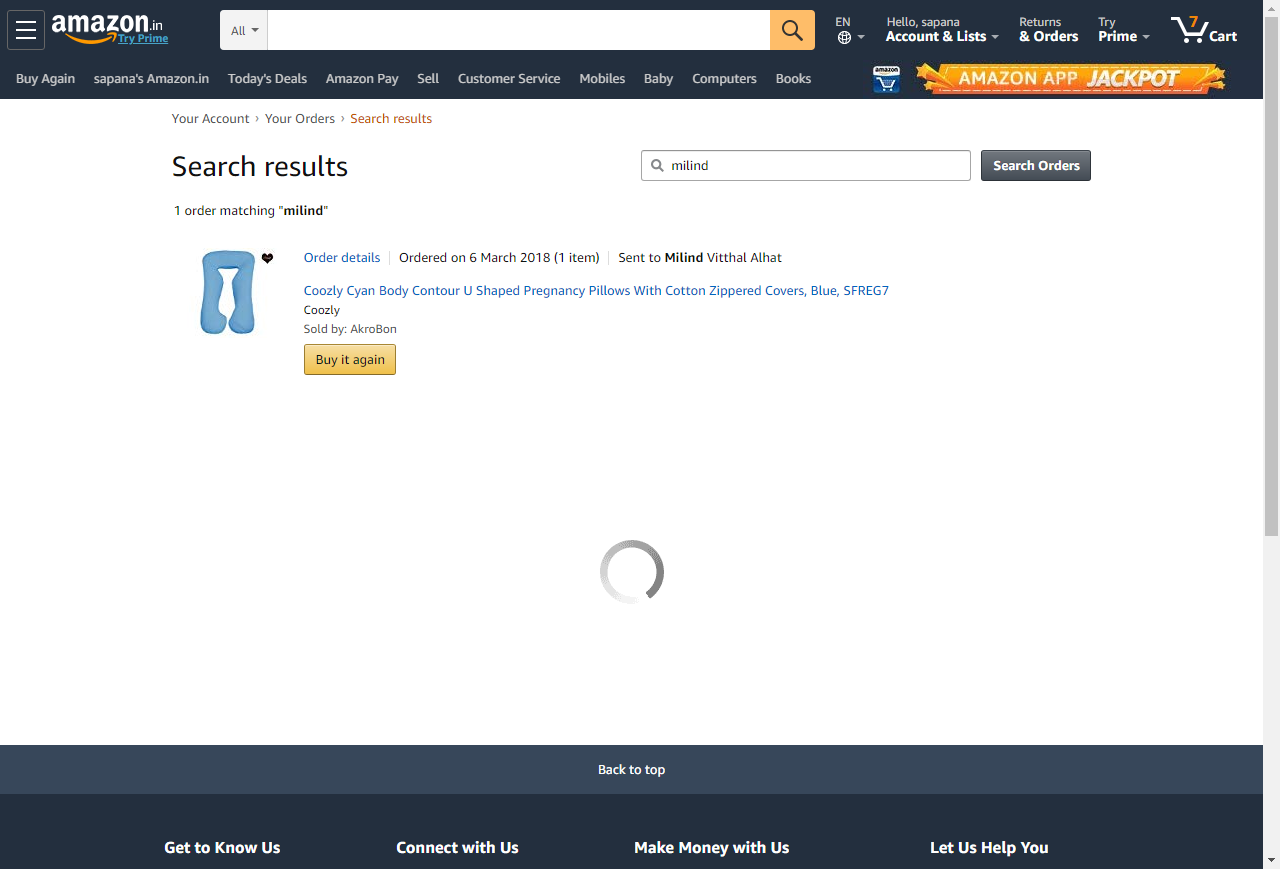 amazon.in
Try Prime
All
EN
Hello, sapana
Account & Lists
Returns
& Orders
Try
Prime
7
Cart
Buy Again
sapana's Amazon.in
Today's Deals
Amazon Pay
Sell
Customer Service
Mobiles
Baby
Computers
Books
amazon
AMAZON APP JACKPOT
Your Account › Your Orders › Search results
Search results
milind
Search Orders
1 order matching "milind"
Order details
Ordered on 6 March 2018 (1 item)
Sent to Milind Vitthal Alhat
Coozly Cyan Body Contour U Shaped Pregnancy Pillows With Cotton Zippered Covers, Blue, SFREG7
Coozly
Sold by: AkroBon
Buy it again
Back to top
Get to Know Us
Connect with Us
Make Money with Us
Let Us Help You